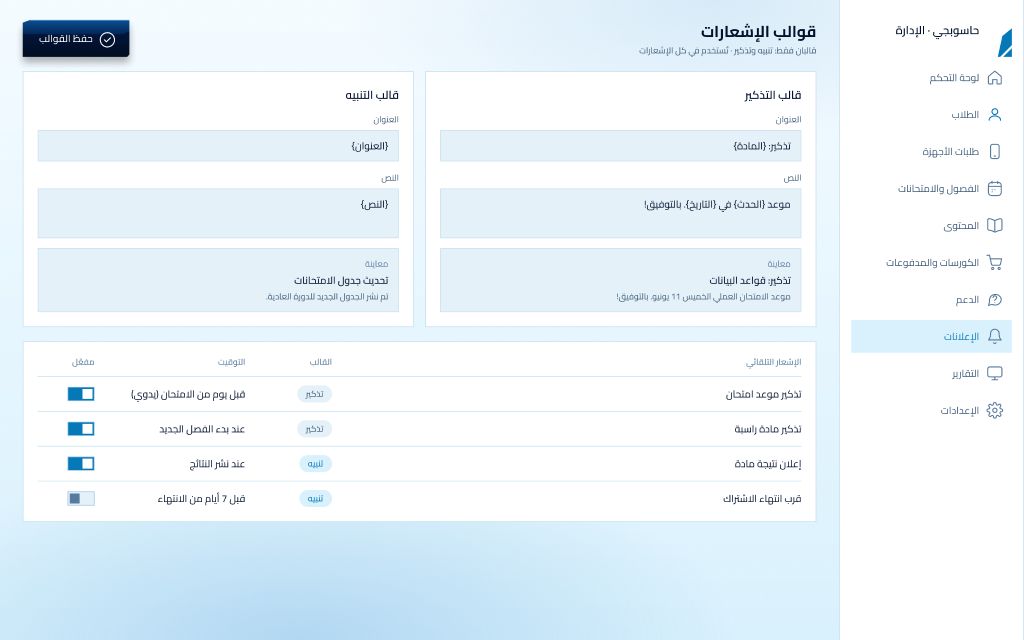 حاسوبجي · الإدارة
لوحة التحكم
الطلاب
طلبات الأجهزة
الفصول والامتحانات
المحتوى
الكورسات والمدفوعات
الدعم
الإعلانات
التقارير
الإعدادات
قوالب الإشعارات
قالبان فقط: تنبيه وتذكير · تُستخدم في كل الإشعارات
حفظ القوالب
قالب التذكير
العنوان
تذكير: {المادة}
النص
موعد {الحدث} في {التاريخ}. بالتوفيق!
معاينة
تذكير: قواعد البيانات
موعد الامتحان العملي الخميس 11 يونيو. بالتوفيق!
قالب التنبيه
العنوان
{العنوان}
النص
{النص}
معاينة
تحديث جدول الامتحانات
تم نشر الجدول الجديد للدورة العادية.
الإشعار التلقائي القالب التوقيت مفعّل
تذكير موعد امتحان تذكير قبل يوم من الامتحان (يدوي)
تذكير مادة راسبة تذكير عند بدء الفصل الجديد
إعلان نتيجة مادة تنبيه عند نشر النتائج
قرب انتهاء الاشتراك تنبيه قبل 7 أيام من الانتهاء